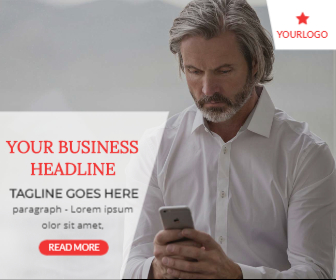 YOURLOGO
YOUR BUSINESS
HEADLINE
TAGLINE GOES HERE
paragraph - Lorem ipsum
olor sit amet,
READ MORE